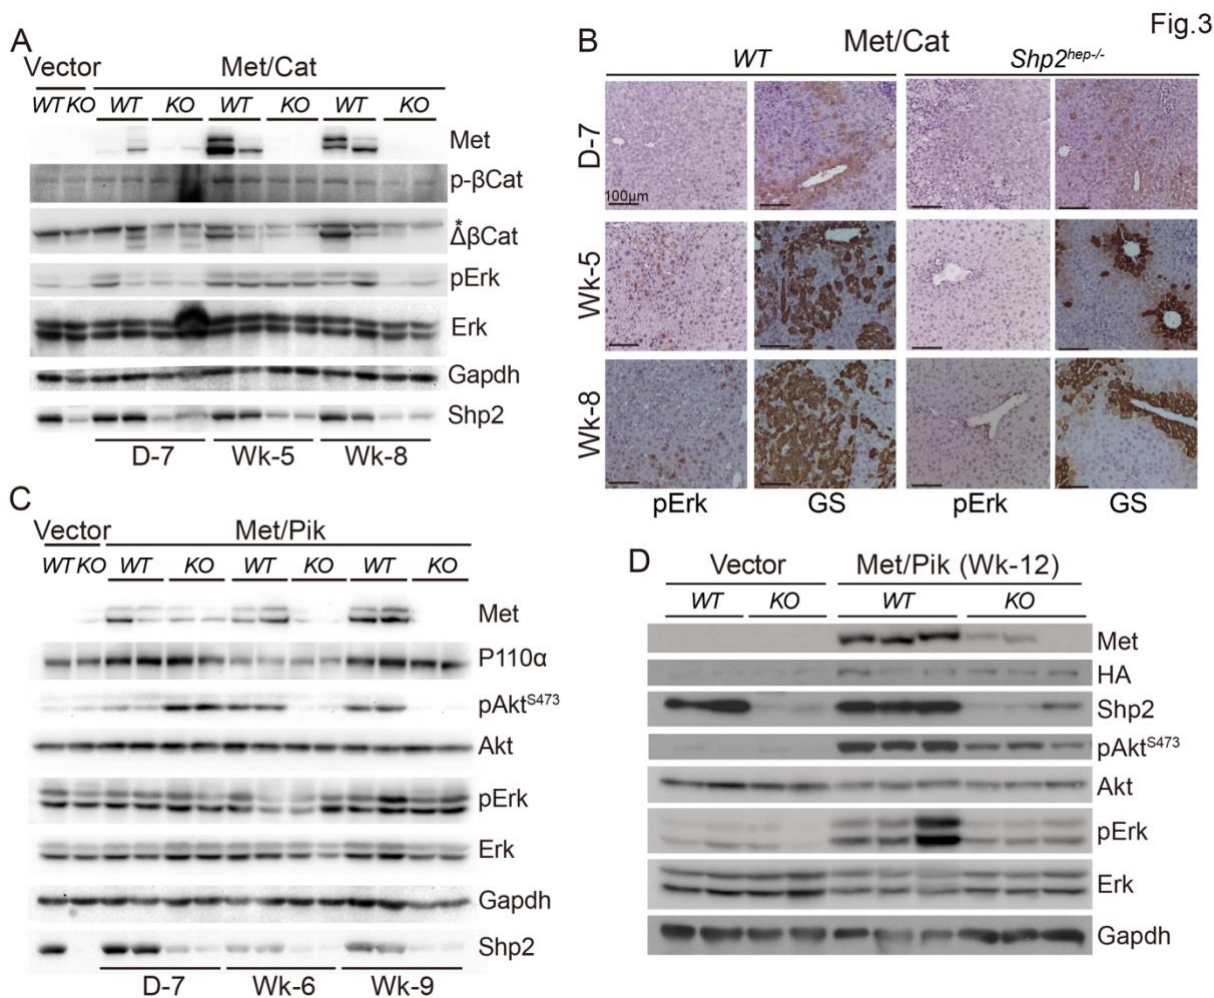 Fig.3
A
Vector Met/Cat
WT KO WT KO WT KO WT KO
Met
p-βCat
*
ΔβCat
pErk
Erk
Gapdh
Shp2
D-7 Wk-5 Wk-8
B
Met/Cat
WT Shp2hep-/-
D-7
100μm
Wk-5
Wk-8
pErk GS pErk GS
C
Vector Met/Pik
WT KO WT KO WT KO WT KO
Met
P110α
pAktS473
Akt
pErk
Erk
Gapdh
Shp2
D-7 Wk-6 Wk-9
D
Vector Met/Pik (Wk-12)
WT KO WT KO
Met
HA
Shp2
pAktS473
Akt
pErk
Erk
Gapdh